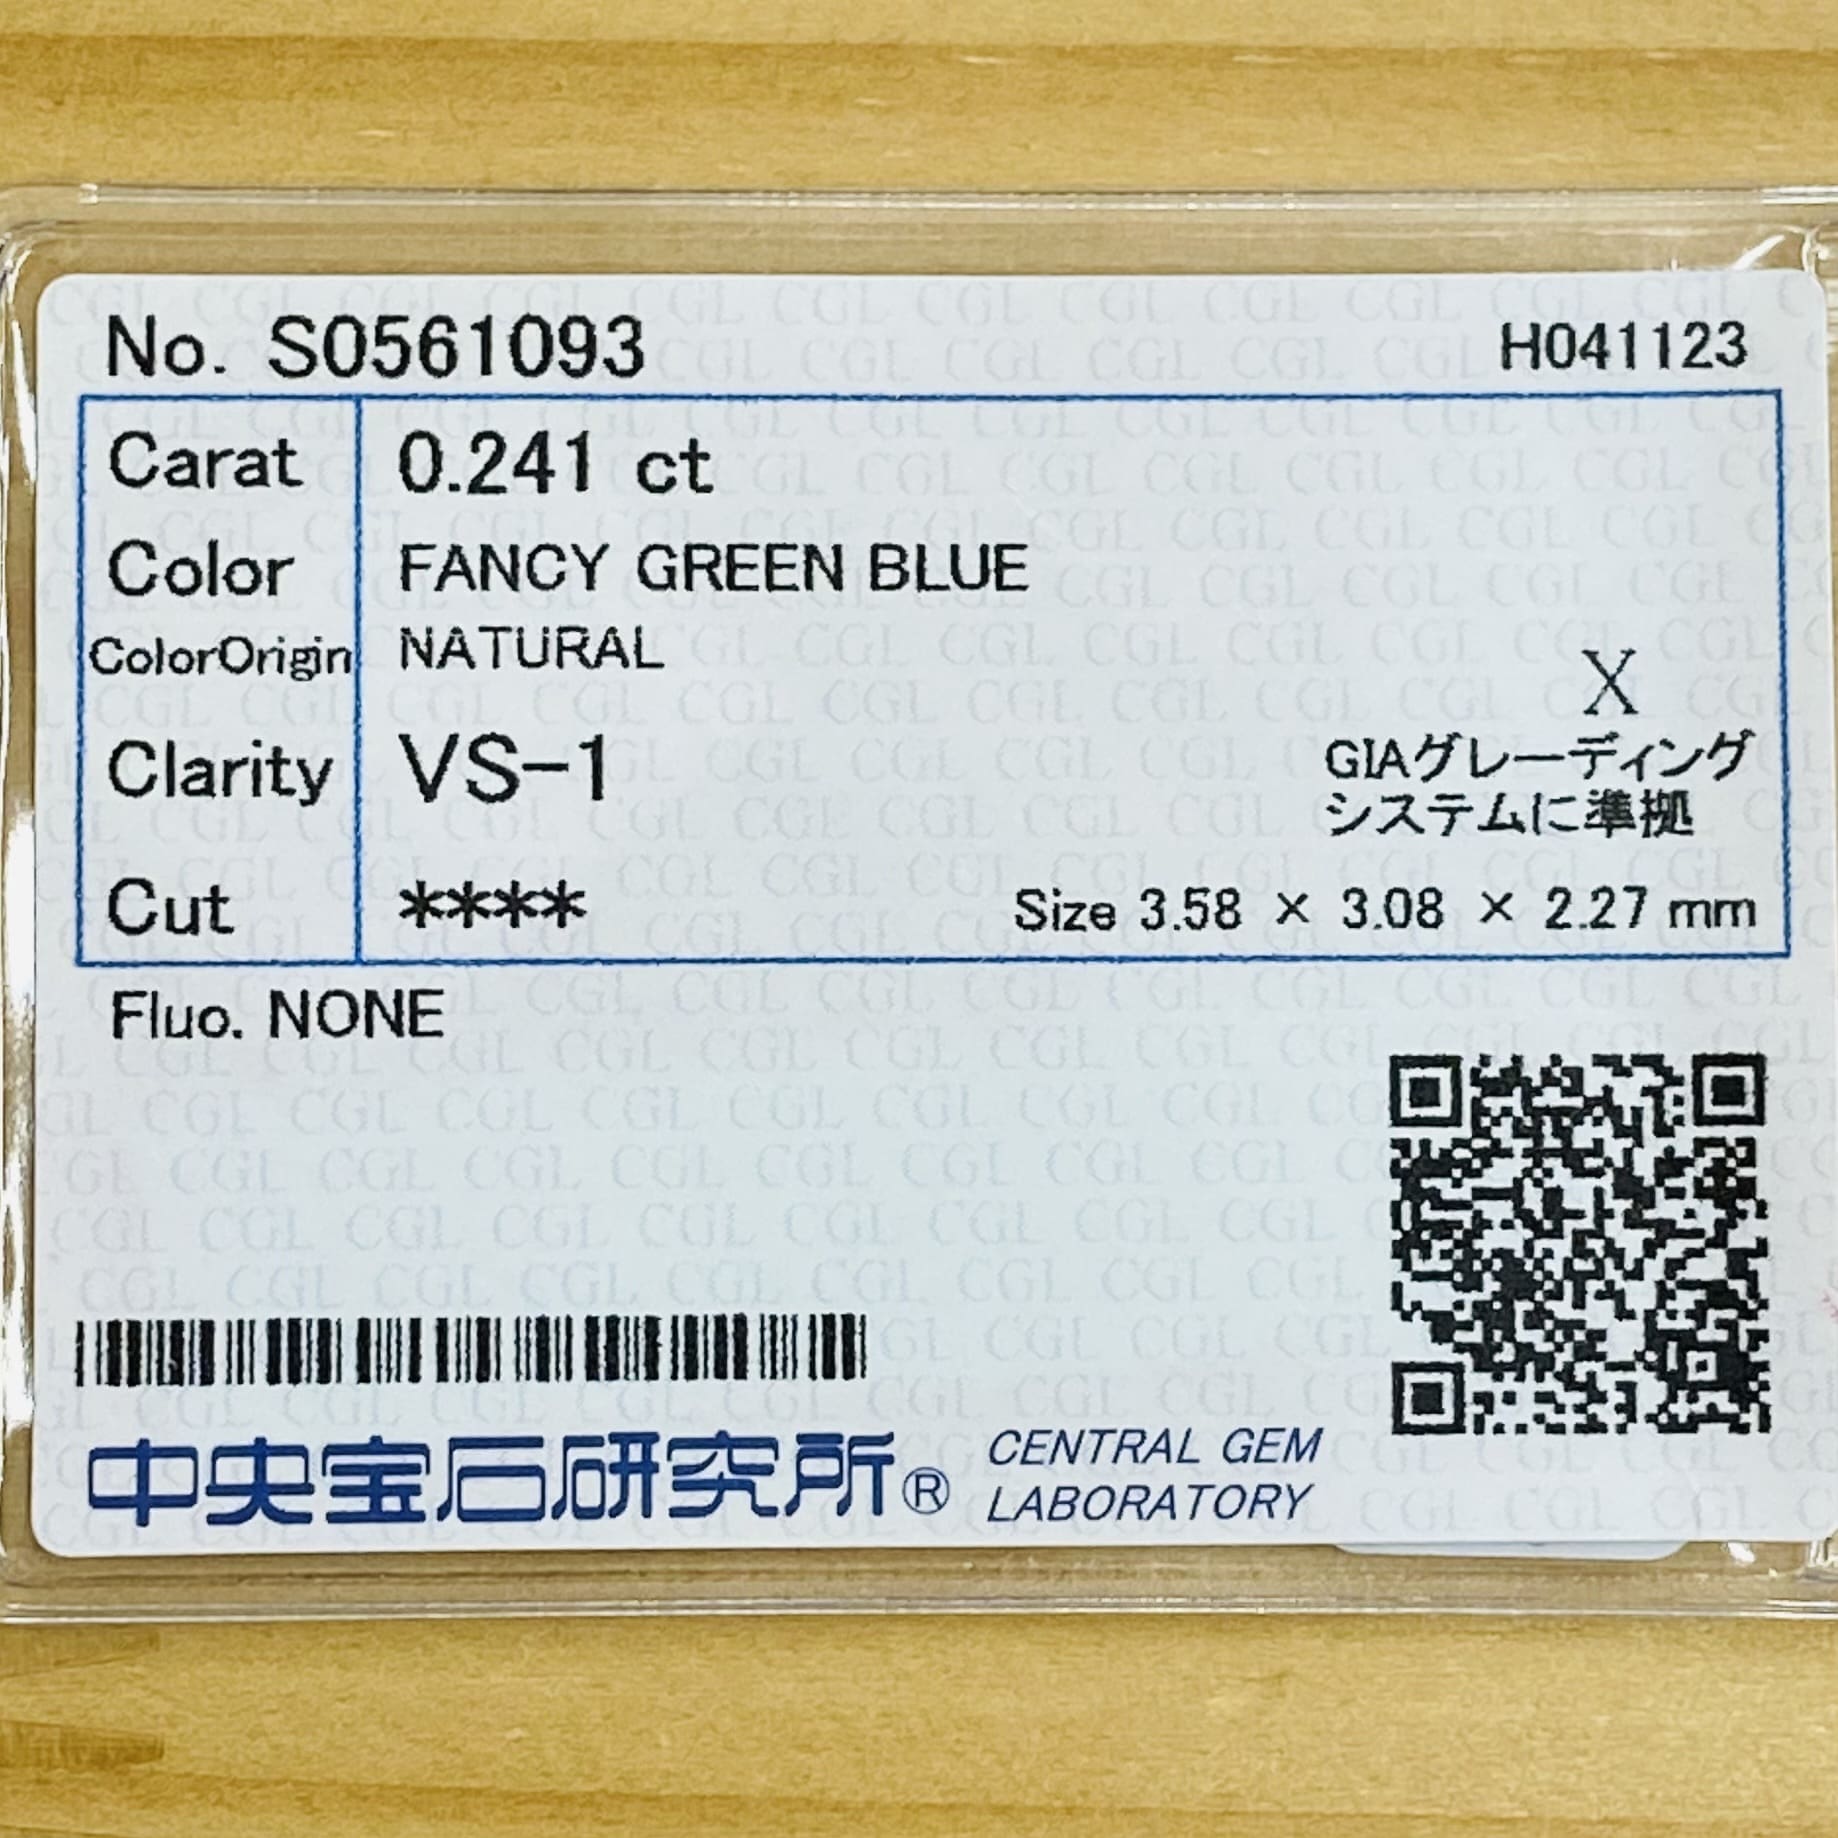 No. S0561093 H041123
Carat 0.241 ct
Color FANCY GREEN BLUE
ColorOrigin NATURAL
X
Clarity VS-1
GIAグレーディング
システムに準拠
Cut **** Size 3.58 × 3.08 × 2.27 mm
Fluo. NONE
中央宝石研究所® CENTRAL GEM
LABORATORY